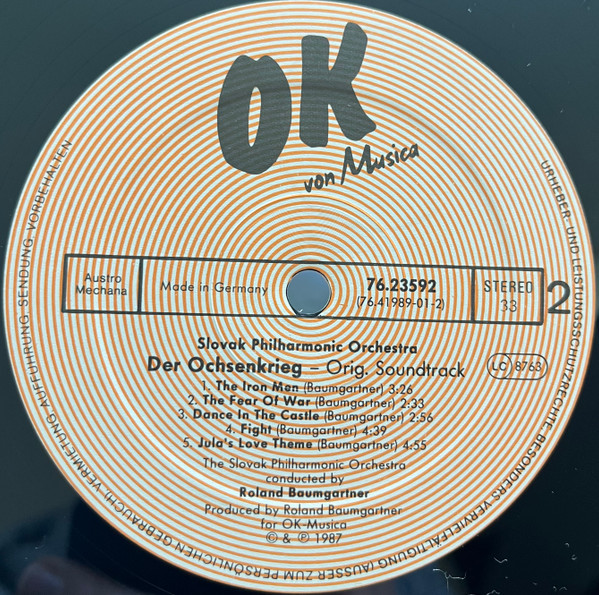 OK
von Musica
Austro
Mechana
Made in Germany
76.23592
(76.41989-01-2)
STEREO
33
2
Slovak Philharmonic Orchestra
Der Ochsenkrieg – Orig. Soundtrack
LC 8763
1. The Iron Men (Baumgartner) 3:26
2. The Fear Of War (Baumgartner) 2:33
3. Dance In The Castle (Baumgartner) 2:56
4. Fight (Baumgartner) 4:39
5. Jula's Love Theme (Baumgartner) 4:55
The Slovak Philharmonic Orchestra
conducted by
Roland Baumgartner
Produced by Roland Baumgartner
for OK-Musica
© & ℗ 1987
URHEBER- UND LEISTUNGSSCHUTZRECHTE - BESONDERS VERVIELFÄLTIGUNG (AUSSER ZUM PERSÖNLICHEN GEBRAUCH) VERMIETUNG AUFFÜHRUNG, SENDUNG VORBEHALTEN